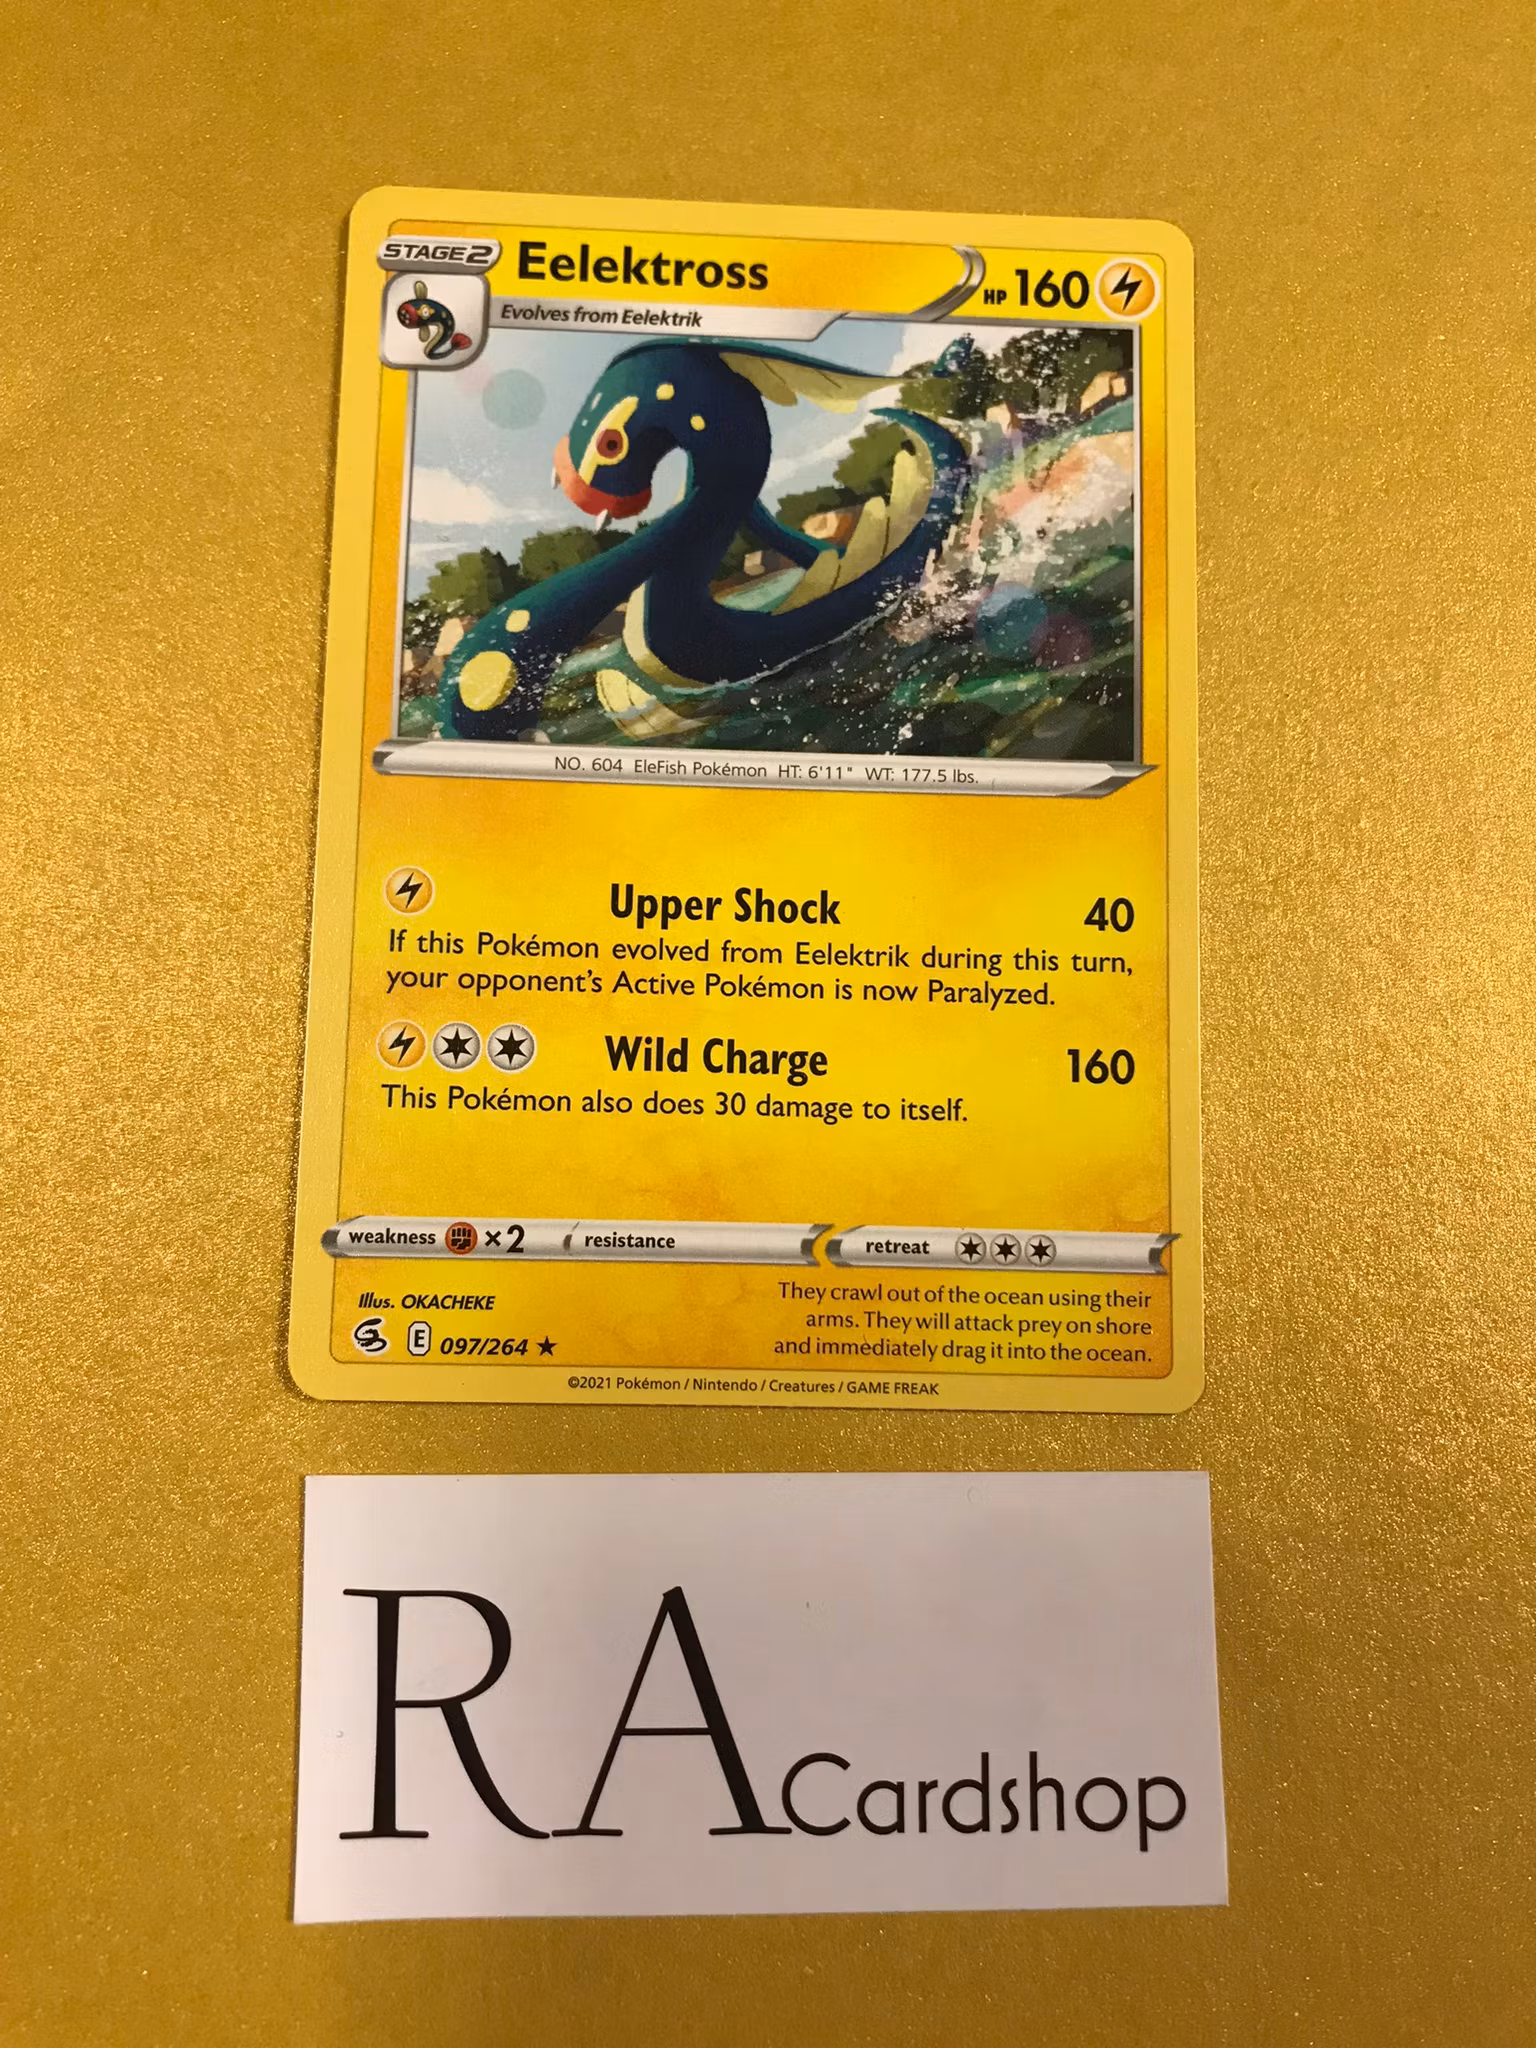 STAGE 2
Eelektross
HP 160
Evolves from Eelektrik
NO. 604 EleFish Pokémon HT: 6'11" WT: 177.5 lbs.
Upper Shock 40
If this Pokémon evolved from Eelektrik during this turn,
your opponent's Active Pokémon is now Paralyzed.
Wild Charge 160
This Pokémon also does 30 damage to itself.
weakness ×2 resistance retreat
Illus. OKACHEKE
E 097/264 ★
They crawl out of the ocean using their
arms. They will attack prey on shore
and immediately drag it into the ocean.
©2021 Pokémon / Nintendo / Creatures / GAME FREAK
RA Cardshop